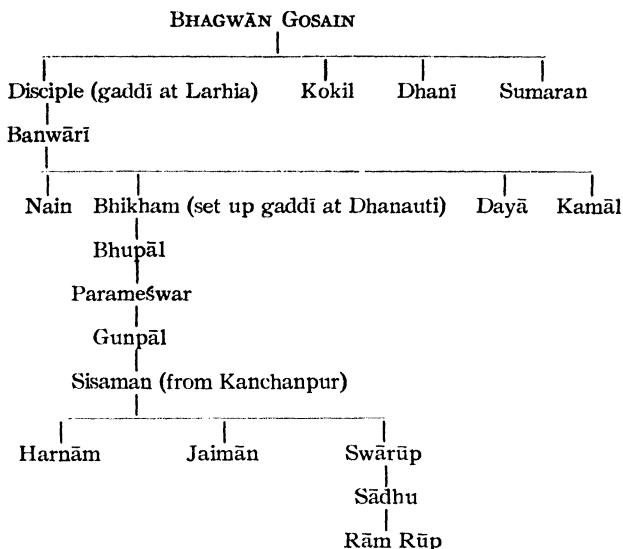 BHAGWĀN GOSAIN
Disciple (gaddī at Larhia) Kokil Dhanī Sumaran
Banwārī
Nain Bhikham (set up gaddī at Dhanauti) Dayā Kamāl
Bhupāl
Parameśwar
Gunpāl
Sisaman (from Kanchanpur)
Harnām Jaimān Swārūp
Sādhu
Rām Rūp